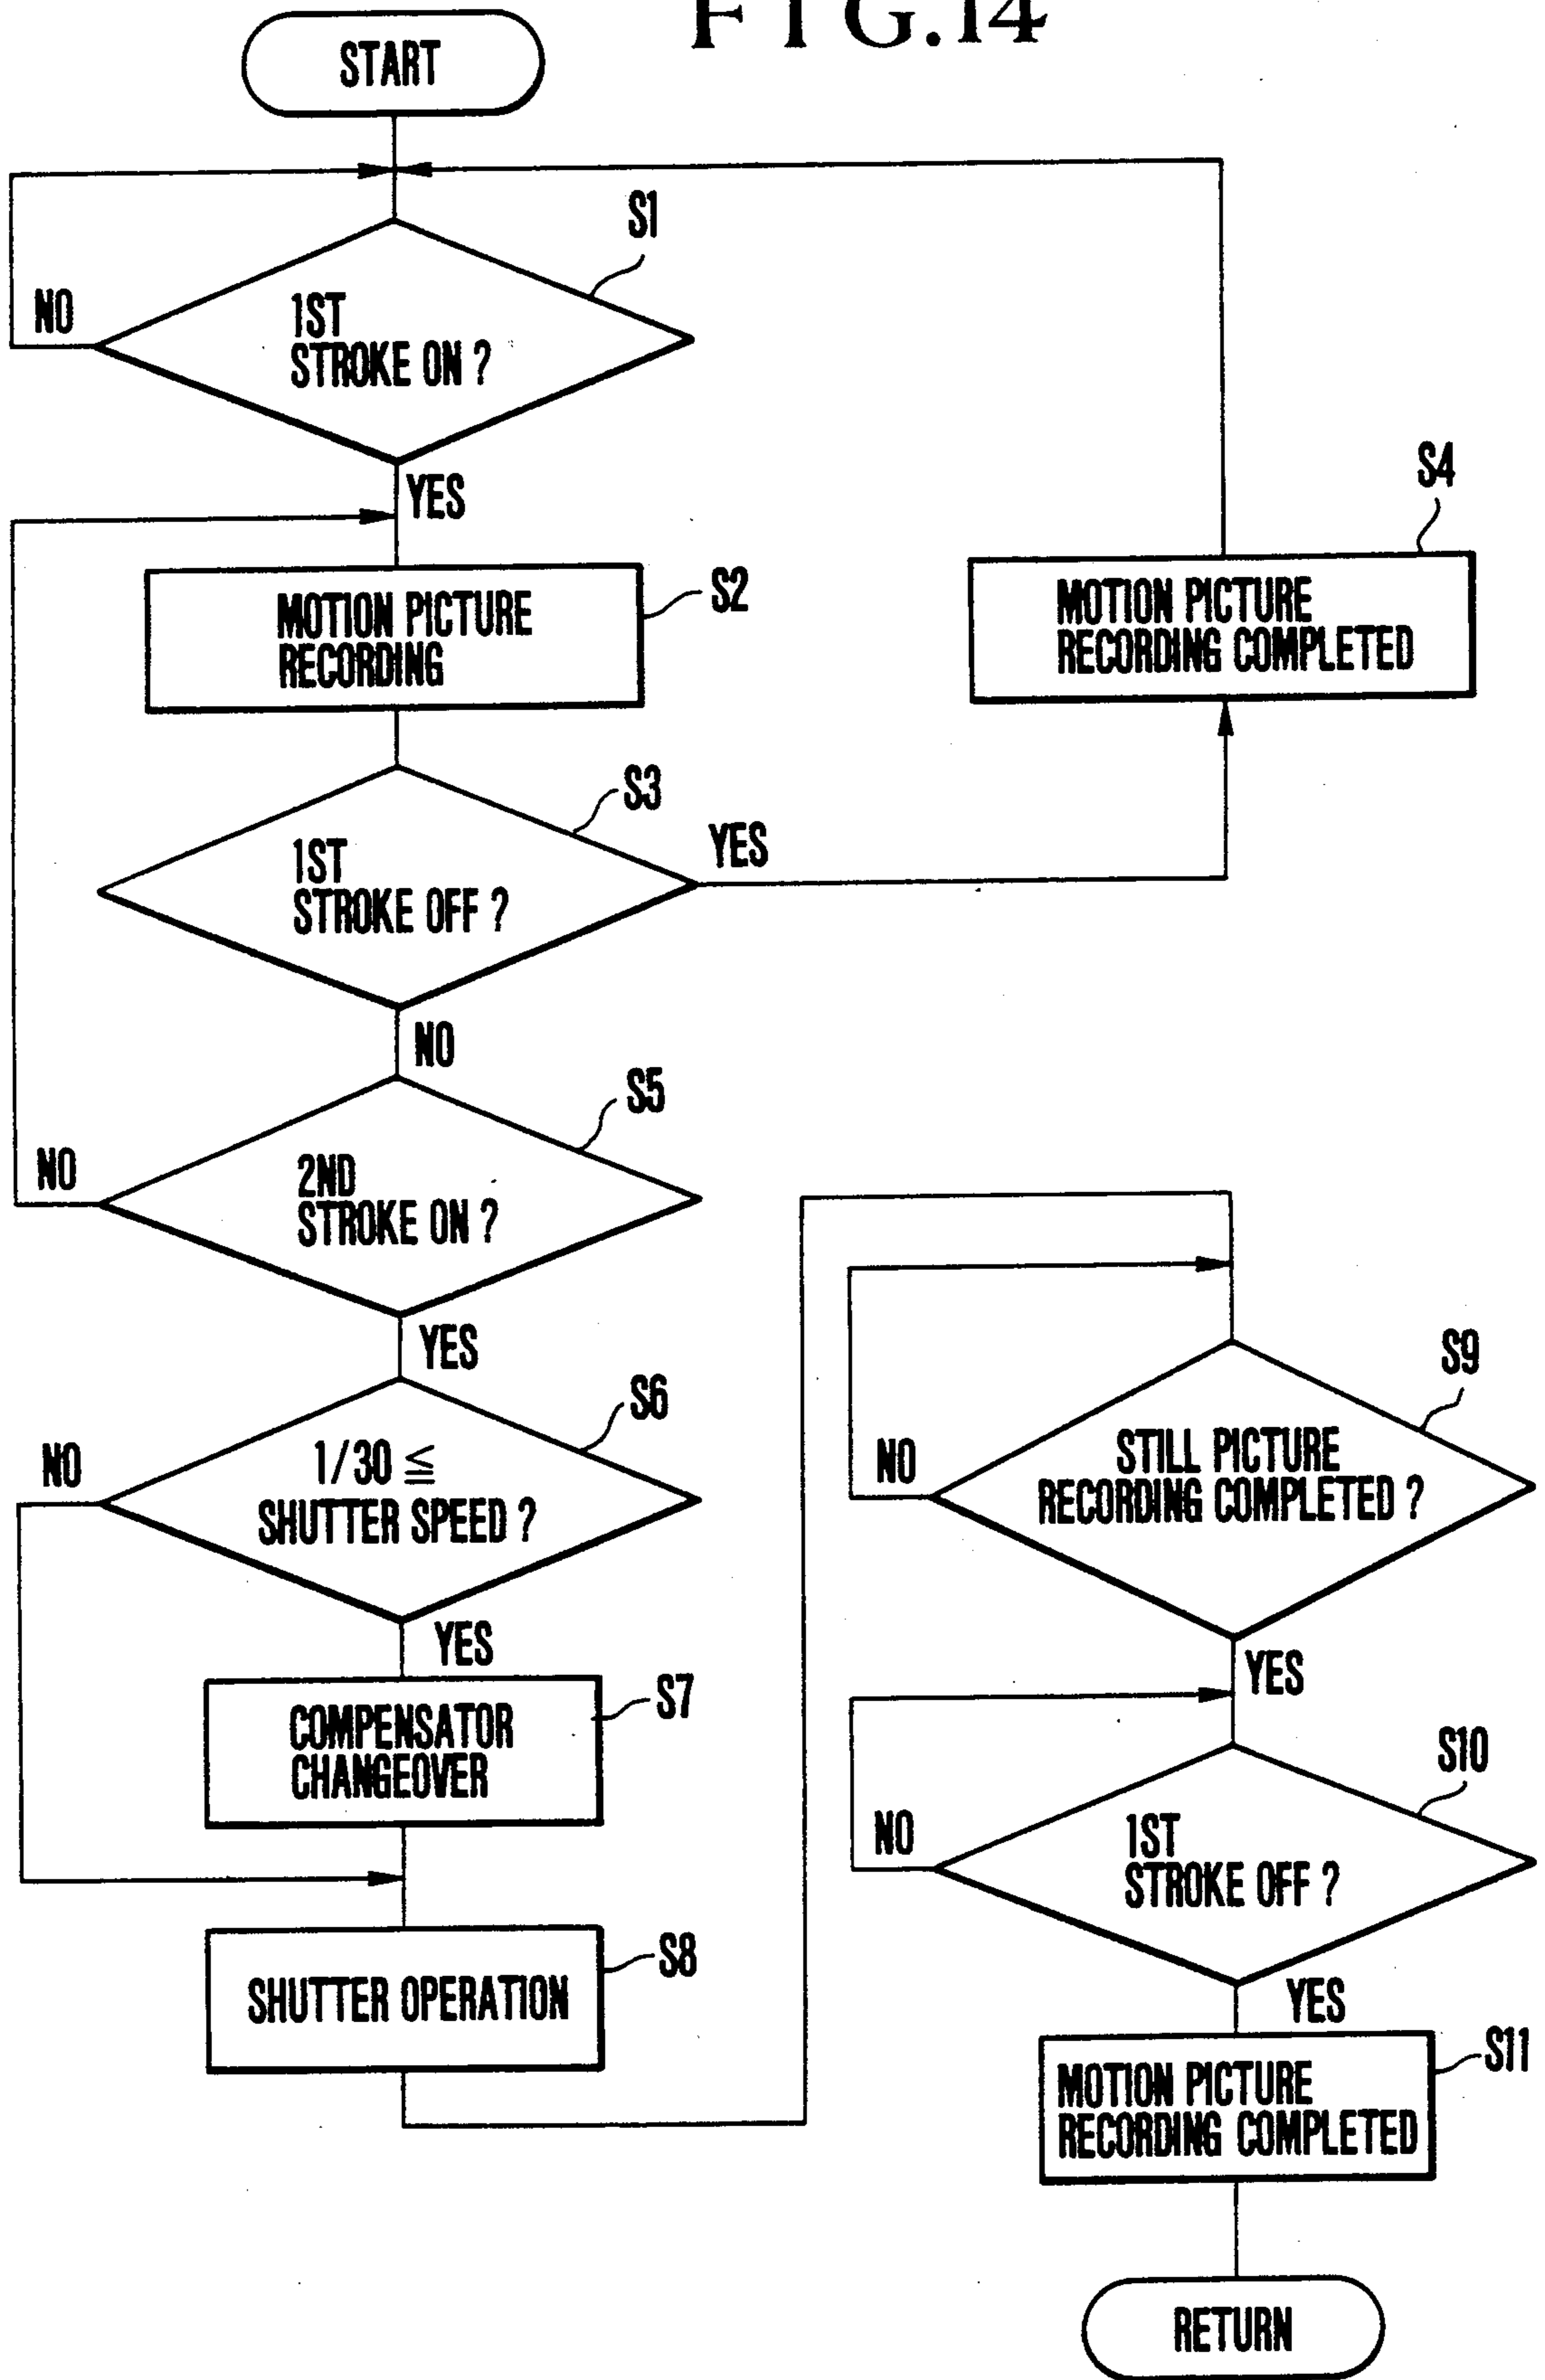 FIG.14
START
S1
NO
1ST
STROKE ON ?
YES
S2
MOTION PICTURE
RECORDING
S4
MOTION PICTURE
RECORDING COMPLETED
S3
1ST
STROKE OFF ?
YES
NO
S5
NO
2ND
STROKE ON ?
YES
S6
NO
1/30 ≦
SHUTTER SPEED ?
YES
S7
COMPENSATOR
CHANGEOVER
S8
SHUTTER OPERATION
S9
NO
STILL PICTURE
RECORDING COMPLETED ?
YES
S10
NO
1ST
STROKE OFF ?
YES
S11
MOTION PICTURE
RECORDING COMPLETED
RETURN